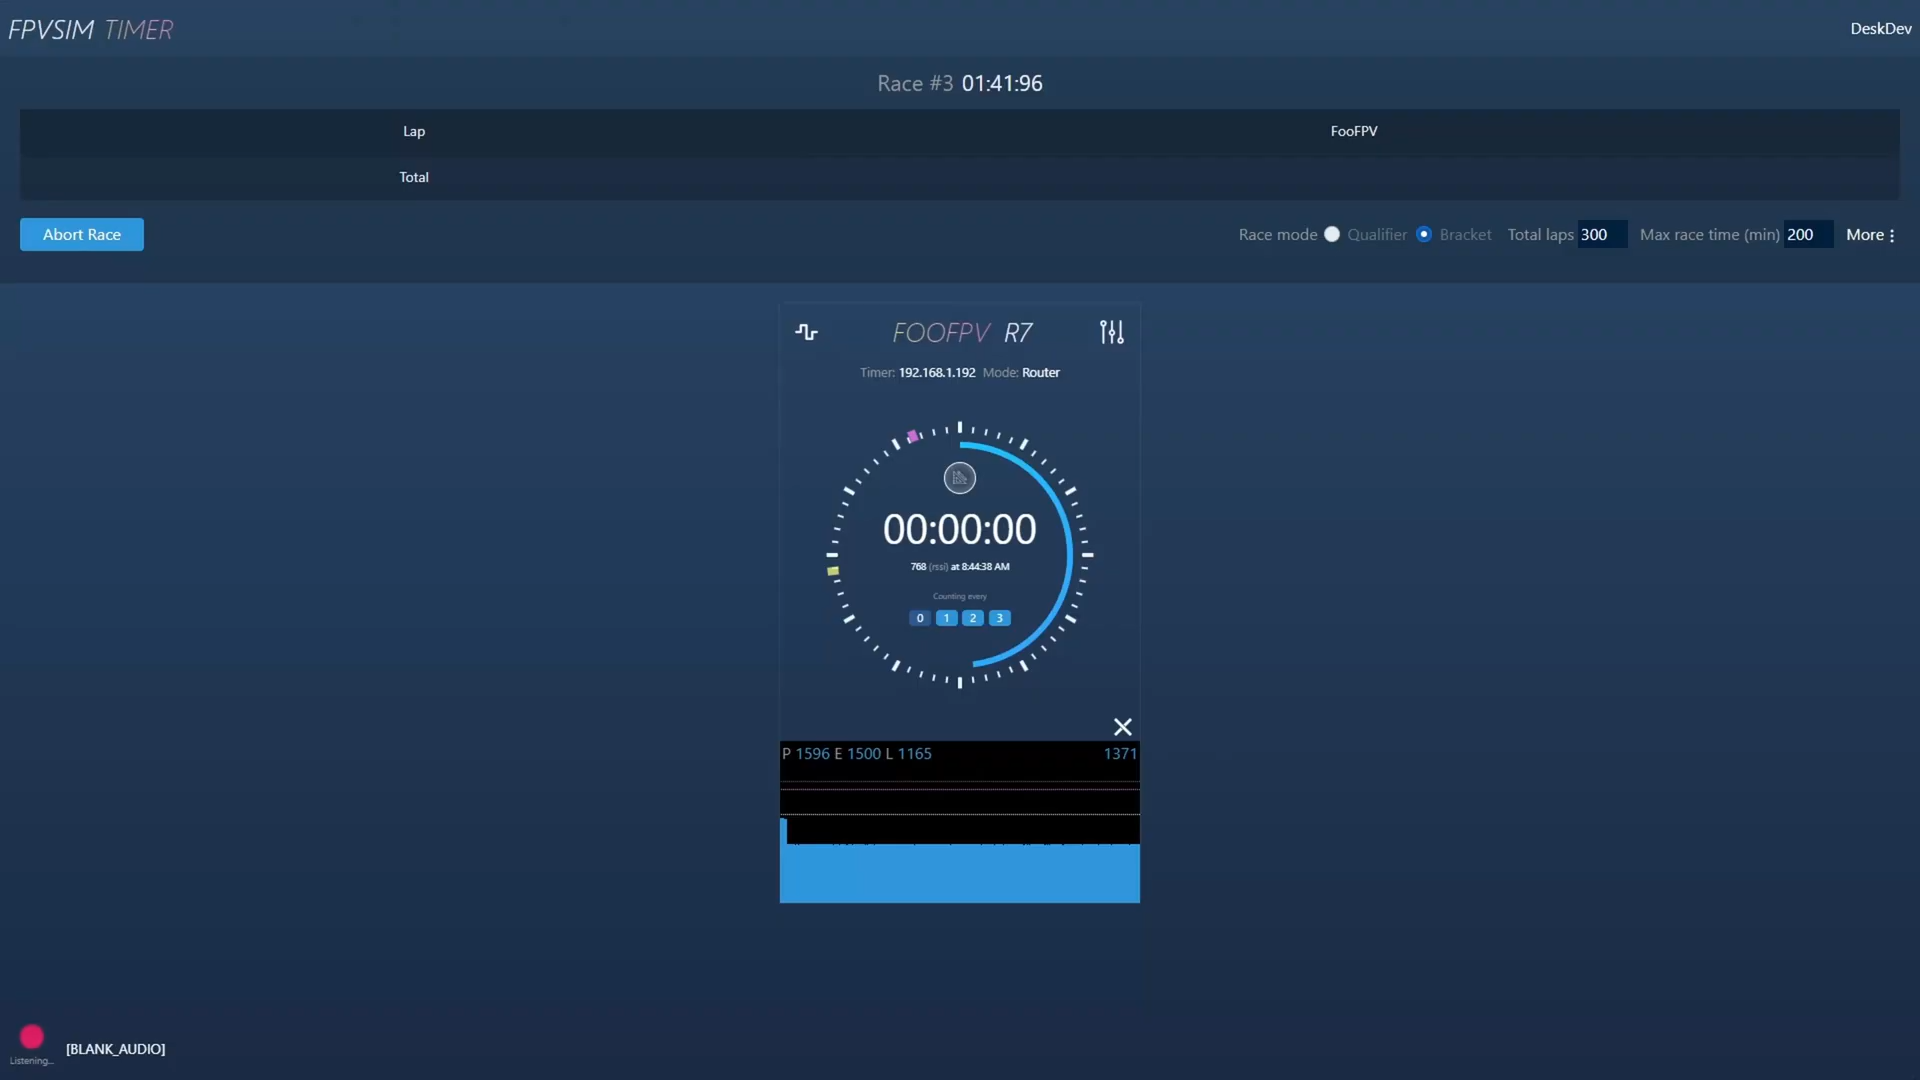 FPVSIM TIMER
DeskDev
Race #3 01:41:96
Lap FooFPV
Total
Abort Race
Race mode Qualifier Bracket Total laps 300 Max race time (min) 200 More
FOOFPV R7
Timer: 192.168.1.192 Mode: Router
00:00:00
768 (rssi) at 8:44:38 AM
Counting every
0 1 2 3
P 1596 E 1500 L 1165 1371
[BLANK_AUDIO]
Listening...